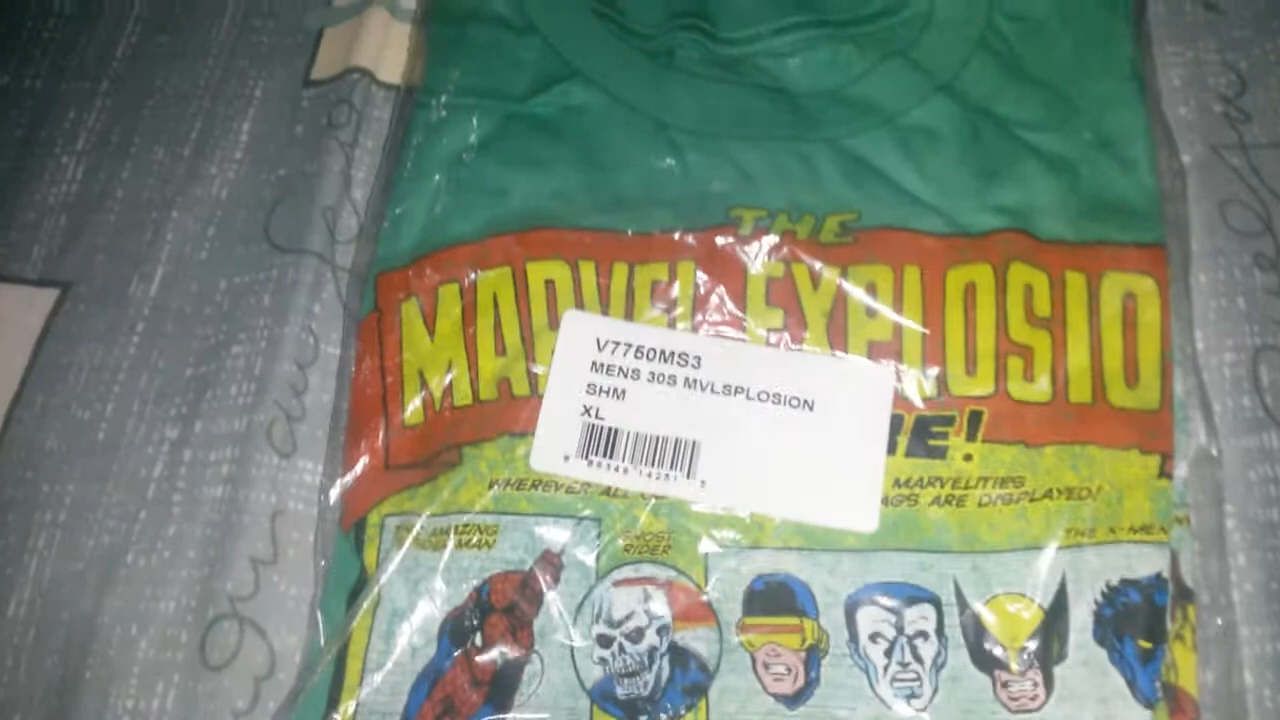 THE
MARVEL EXPLOSIO
RE!
V7750MS3
MENS 30S MVLSPLOSION
SHM
XL
WHEREVER ALL
MARVELITIES
AGS ARE DISPLAYED!
THE AMAZING
SPIDER-MAN
GHOST
RIDER
THE X-MEN